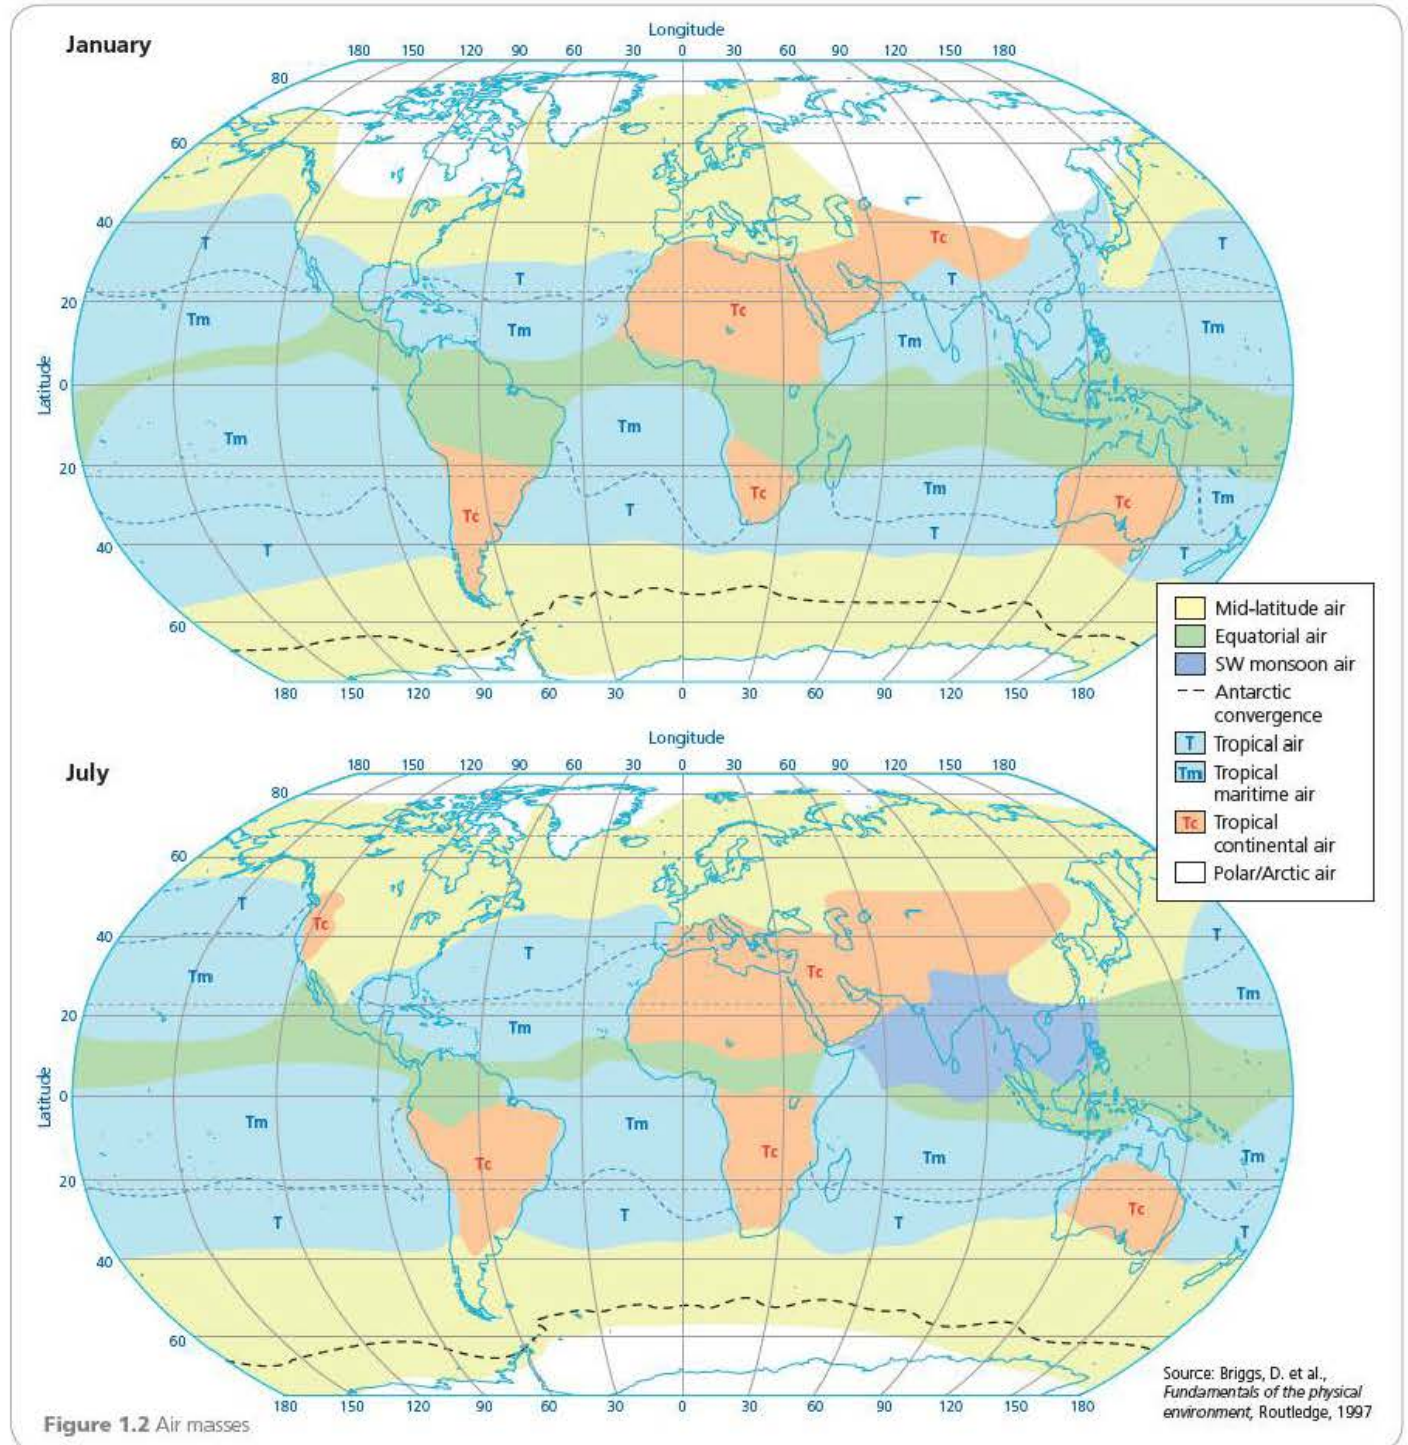 January
Longitude
180 150 120 90 60 30 0 30 60 90 120 150 180
80
60
40
20
0
20
40
60
Latitude
T
Tc
T
T
T
Tm
Tm
Tc
Tm
Tm
Tm
Tm
Tm
Tm
Tc
Tc
T
Tc
Tm
T
T
T
180 150 120 90 60 30 0 30 60 90 120 150 180
Mid-latitude air
Equatorial air
SW monsoon air
Antarctic
convergence
T Tropical air
Tm Tropical
maritime air
Tc Tropical
continental air
Polar/Arctic air
July
Longitude
180 150 120 90 60 30 0 30 60 90 120 150 180
80
60
40
20
0
20
40
60
Latitude
T
Tc
T
T
Tm
Tc
Tm
Tm
Tm
Tm
Tc
Tc
Tm
Tm
T
T
T
Tc
T
180 150 120 90 60 30 0 30 60 90 120 150 180
Source: Briggs, D. et al.,
Fundamentals of the physical
environment, Routledge, 1997
Figure 1.2 Air masses